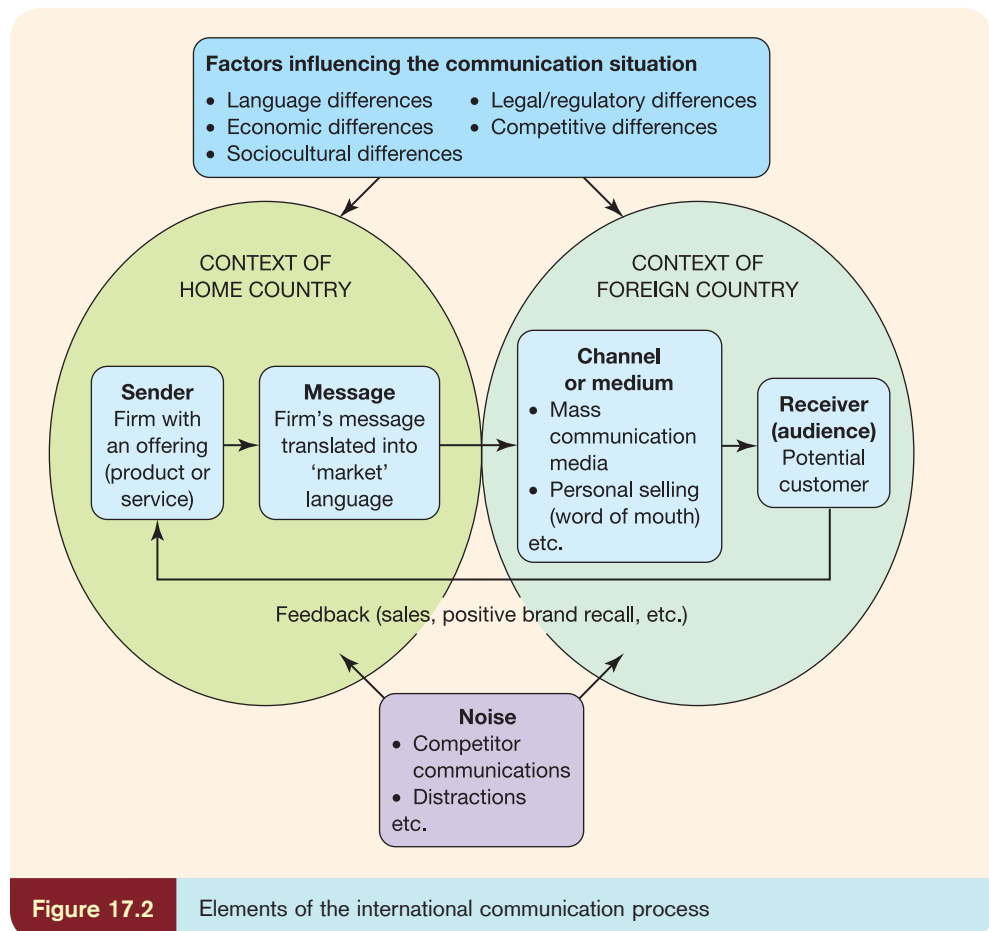 Factors influencing the communication situation
• Language differences
• Economic differences
• Sociocultural differences
• Legal/regulatory differences
• Competitive differences
CONTEXT OF
HOME COUNTRY
CONTEXT OF
FOREIGN COUNTRY
Sender
Firm with
an offering
(product or
service)
Message
Firm's message
translated into
‘market’
language
Channel
or medium
• Mass
communication
media
• Personal selling
(word of mouth)
etc.
Receiver
(audience)
Potential
customer
Feedback (sales, positive brand recall, etc.)
Noise
• Competitor
communications
• Distractions
etc.
Figure 17.2
Elements of the international communication process